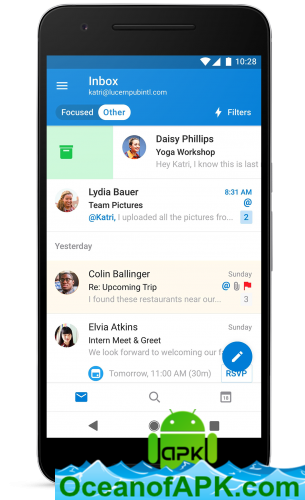 10:28
Inbox
katri@lucernpubintl.com
Focused Other Filters
Daisy Phillips
Yoga Workshop
Hey Katri, I know this is last
Lydia Bauer 8:31 AM
Team Pictures @
@Katri, I uploaded all the pictures fro... 2
Yesterday
Colin Ballinger Sunday
Re: Upcoming Trip @
I found these restaurants near our... 3
Elvia Atkins Sunday
Intern Meet & Greet
We look forward to welcoming our f
Tomorrow, 11:00 AM (30m) RSVP
apk
OceanofAPK.com